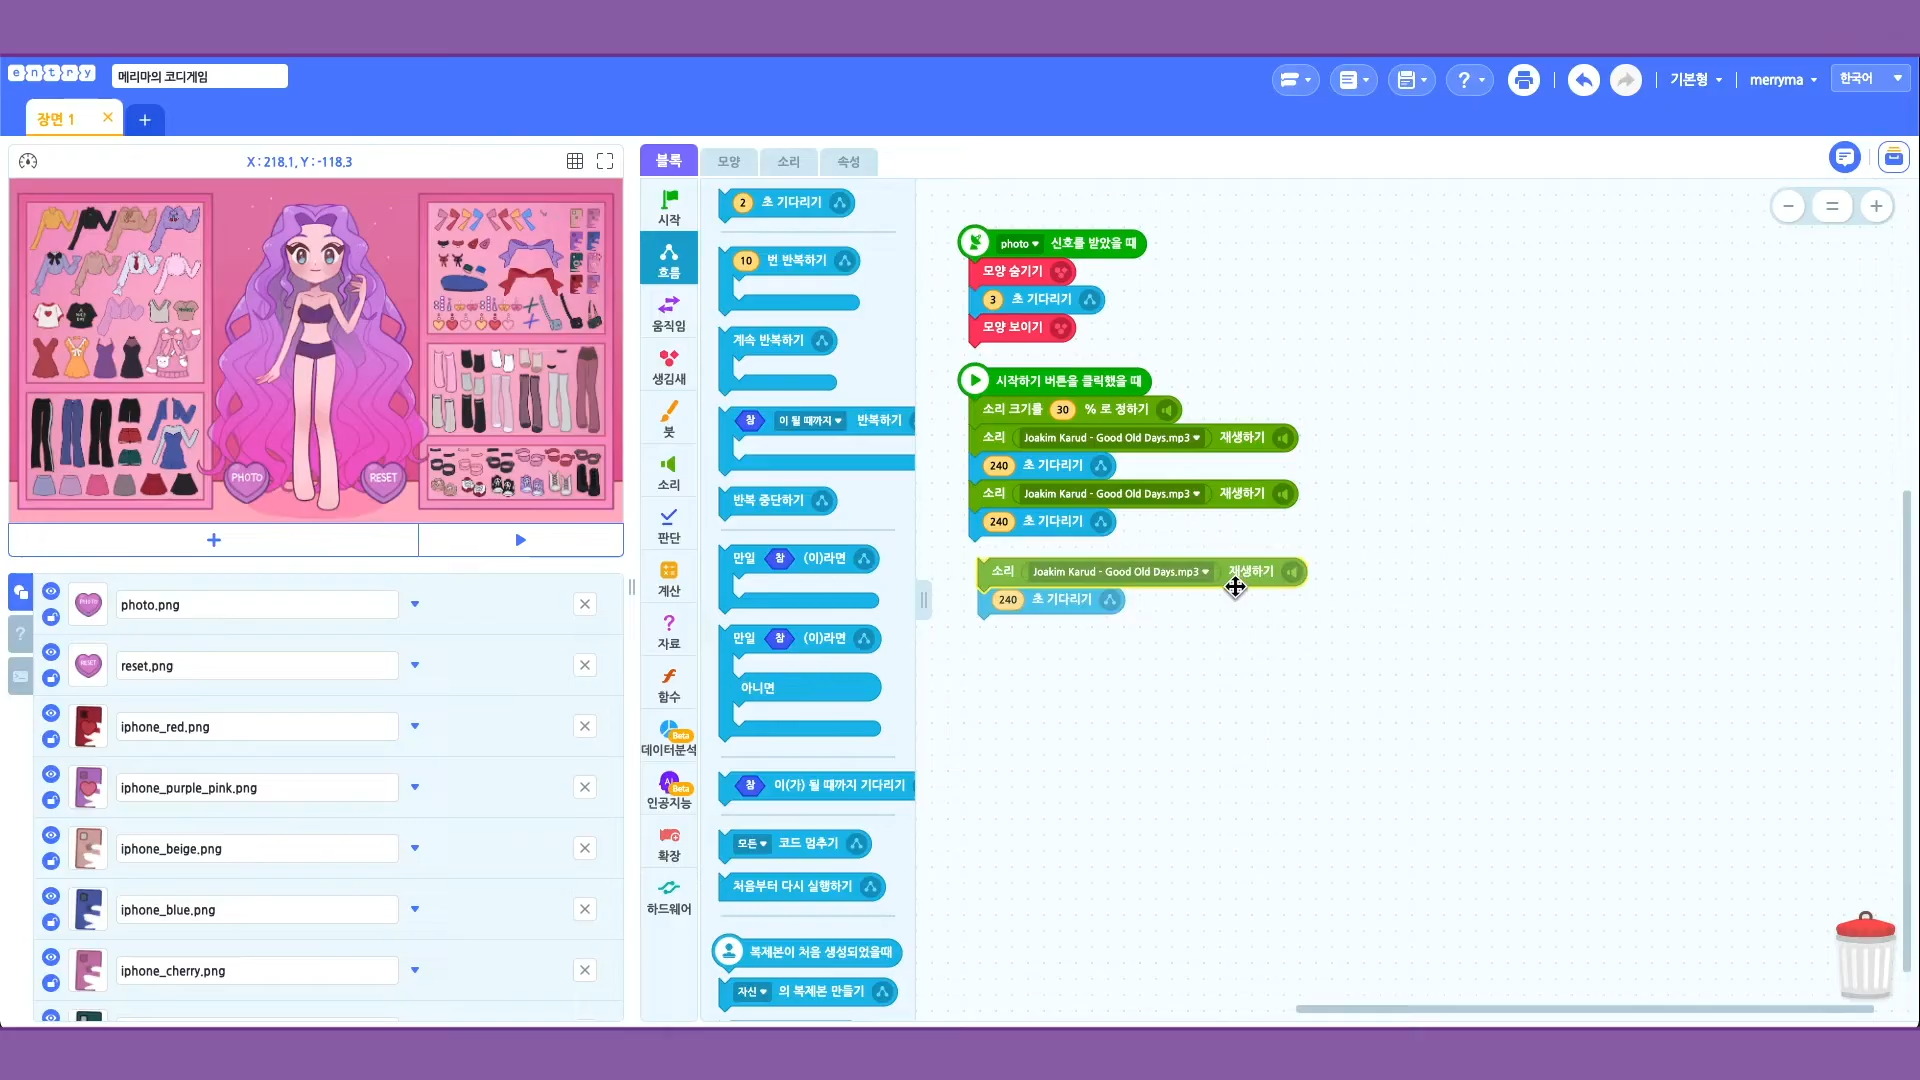 entry
메리마의 코디게임
?
기본형
merryma
한국어
장면 1
X : 218.1, Y : -118.3
PHOTO
RESET
photo.png
reset.png
iphone_red.png
iphone_purple_pink.png
iphone_beige.png
iphone_blue.png
iphone_cherry.png
블록
모양
소리
속성
시작
흐름
움직임
생김새
붓
소리
판단
계산
?
자료
함수
Beta
데이터분석
AI Beta
인공지능
확장
하드웨어
2 초 기다리기
10 번 반복하기
계속 반복하기
참 이 될 때까지 반복하기
반복 중단하기
만일 참 (이)라면
만일 참 (이)라면
아니면
참 이(가) 될 때까지 기다리기
모든 코드 멈추기
처음부터 다시 실행하기
복제본이 처음 생성되었을때
자신 의 복제본 만들기
photo 신호를 받았을 때
모양 숨기기
3 초 기다리기
모양 보이기
시작하기 버튼을 클릭했을 때
소리 크기를 30 % 로 정하기
소리 Joakim Karud - Good Old Days.mp3 재생하기
240 초 기다리기
소리 Joakim Karud - Good Old Days.mp3 재생하기
240 초 기다리기
소리 Joakim Karud - Good Old Days.mp3 재생하기
240 초 기다리기